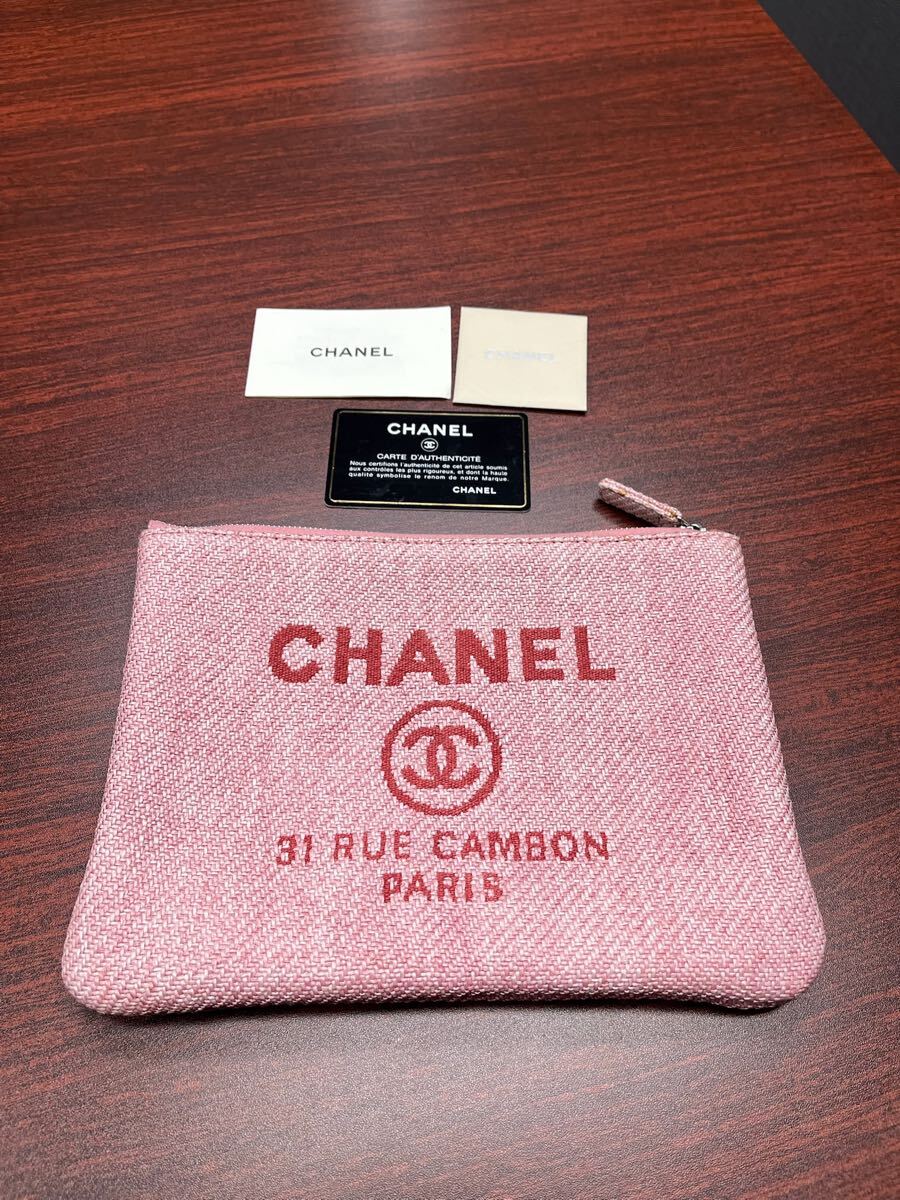 CHANEL
CHANEL
CHANEL
CARTE D'AUTHENTICITÉ
Nous certifions l'authenticité de cet article soumis
aux contrôles les plus rigoureux, et dont la haute
qualité symbolise le renom de notre Marque.
CHANEL
CHANEL
31 RUE CAMBON
PARIS